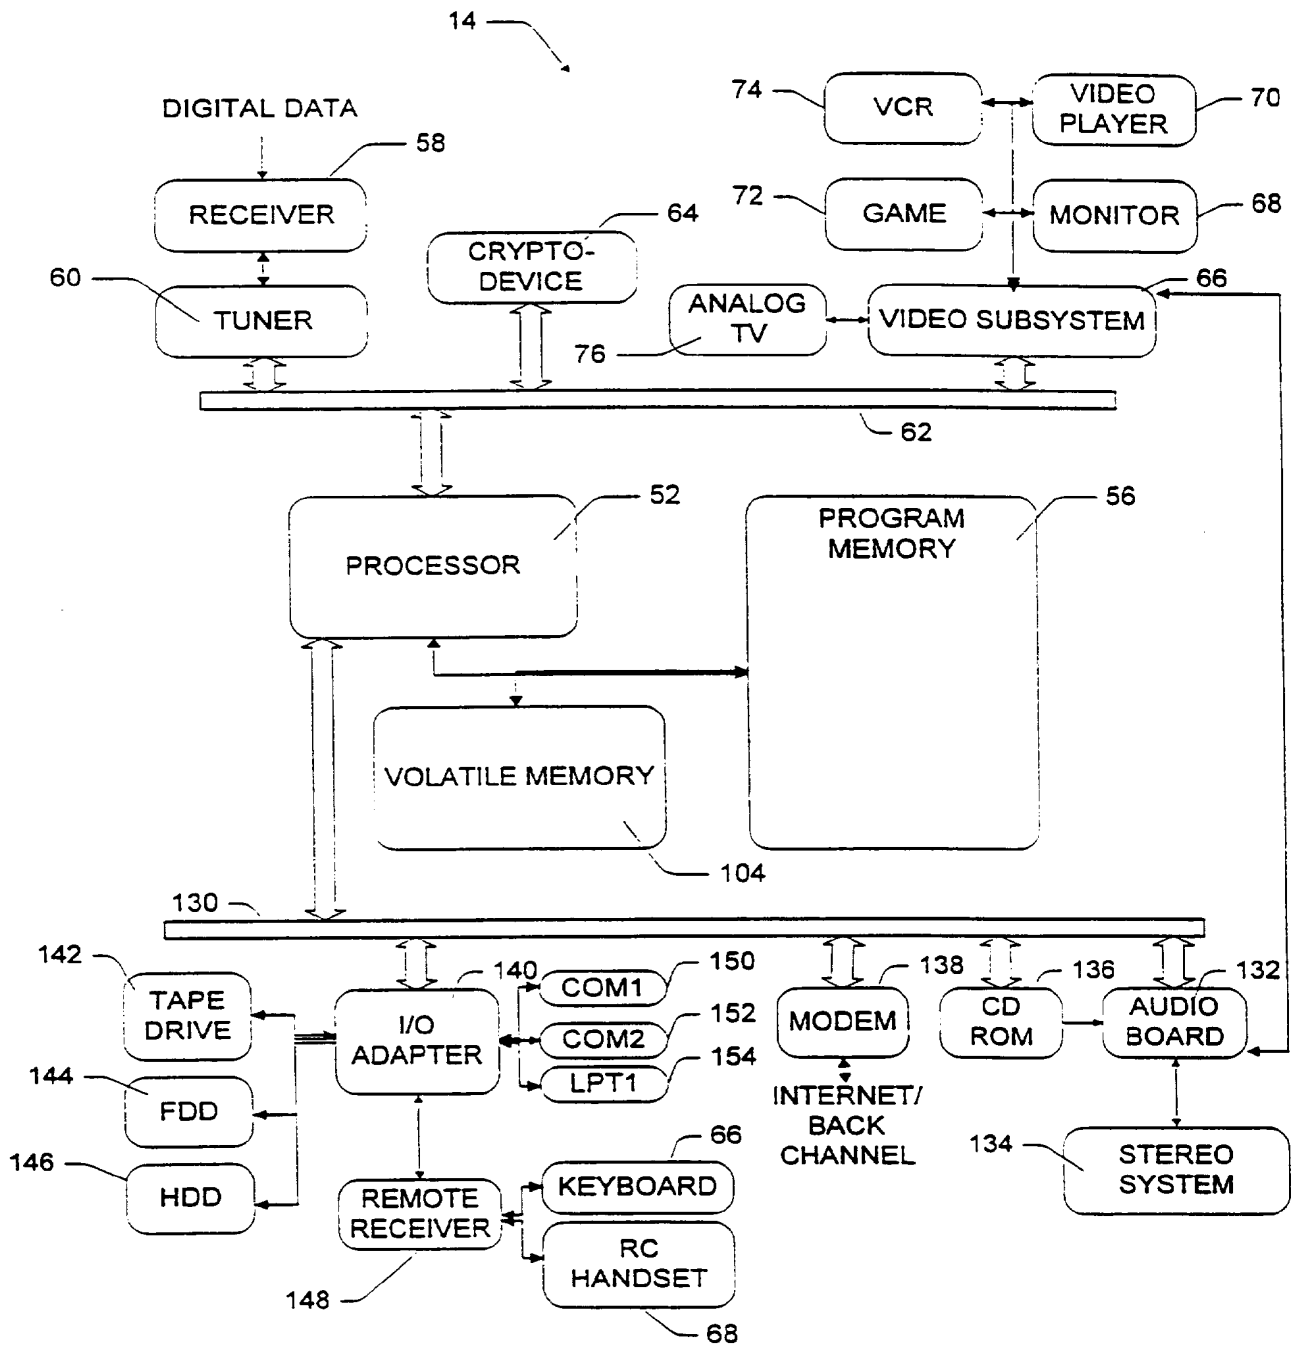 14
74
VCR
VIDEO
PLAYER
70
DIGITAL DATA
58
RECEIVER
64
CRYPTO-
DEVICE
72
GAME
MONITOR
68
60
TUNER
ANALOG
TV
76
66
VIDEO SUBSYSTEM
62
52
PROCESSOR
56
PROGRAM
MEMORY
VOLATILE MEMORY
104
130
142
TAPE
DRIVE
140
I/O
ADAPTER
150
COM1
152
COM2
154
LPT1
138
MODEM
136
CD
ROM
132
AUDIO
BOARD
144
FDD
INTERNET/
BACK
CHANNEL
146
HDD
66
KEYBOARD
REMOTE
RECEIVER
148
RC
HANDSET
68
134
STEREO
SYSTEM